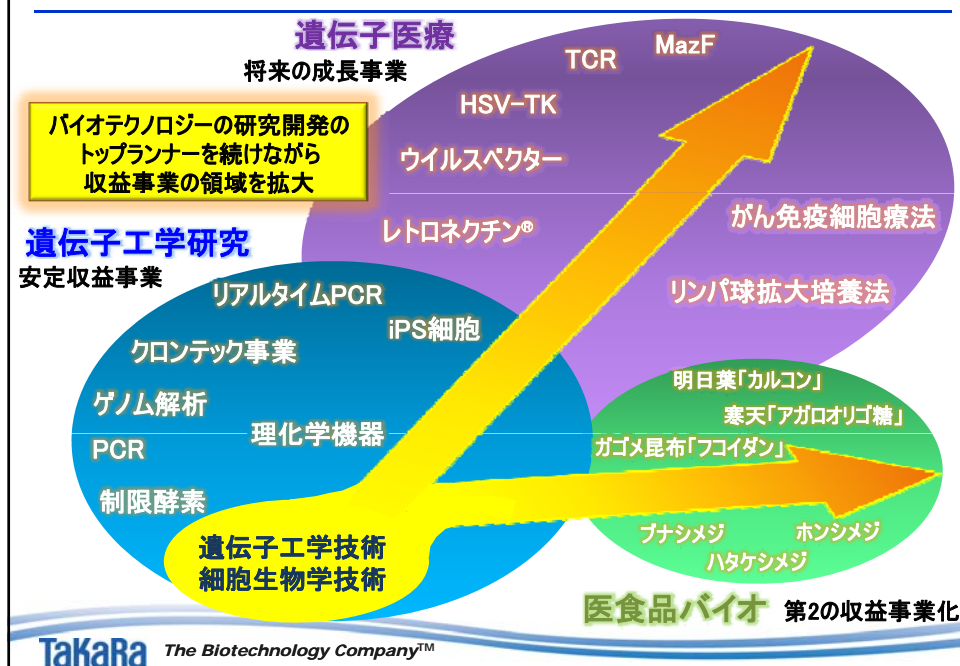 遺伝子医療
将来の成長事業
TCR
MazF
HSV-TK
バイオテクノロジーの研究開発の
トップランナーを続けながら
収益事業の領域を拡大
ウイルスベクター
レトロネクチン®
がん免疫細胞療法
リンパ球拡大培養法
遺伝子工学研究
安定収益事業
リアルタイムPCR
iPS細胞
クロンテック事業
ゲノム解析
理化学機器
PCR
制限酵素
遺伝子工学技術
細胞生物学技術
明日葉「カルコン」
寒天「アガロオリゴ糖」
ガゴメ昆布「フコイダン」
ブナシメジ
ホンシメジ
ハタケシメジ
医食品バイオ 第2の収益事業化
TaKaRa The Biotechnology Company™